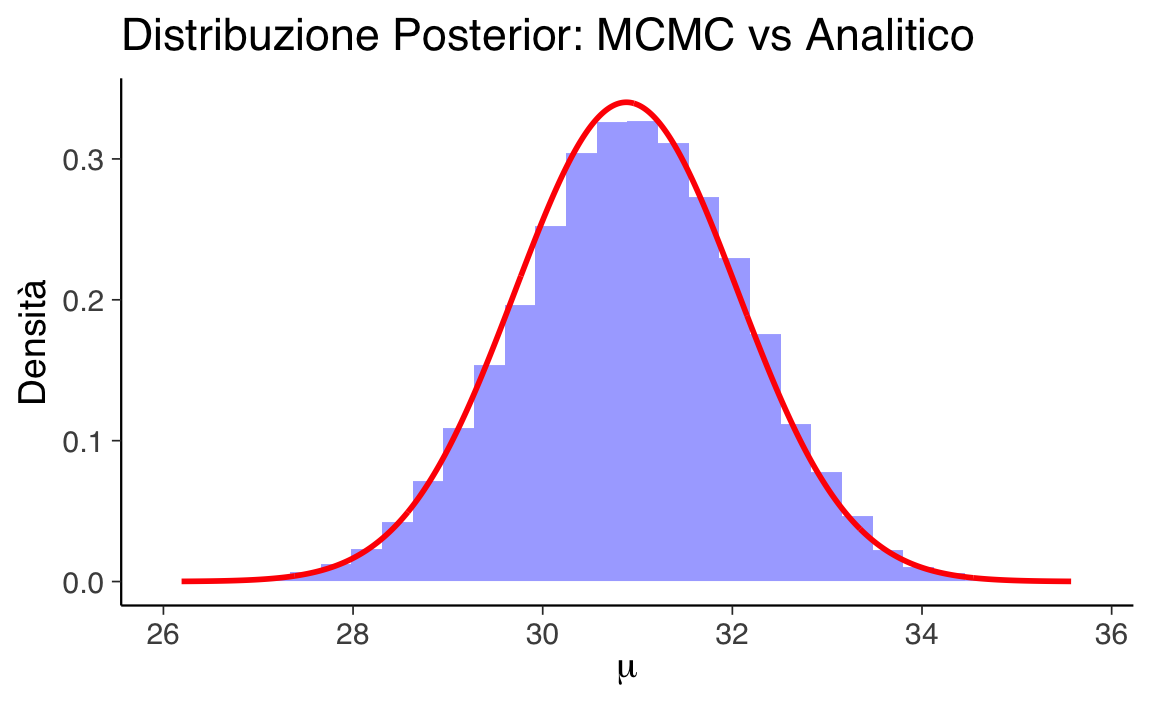 Distribuzione Posterior: MCMC vs Analitico
Densità
0.3
0.2
0.1
0.0
26 28 30 32 34 36
μ